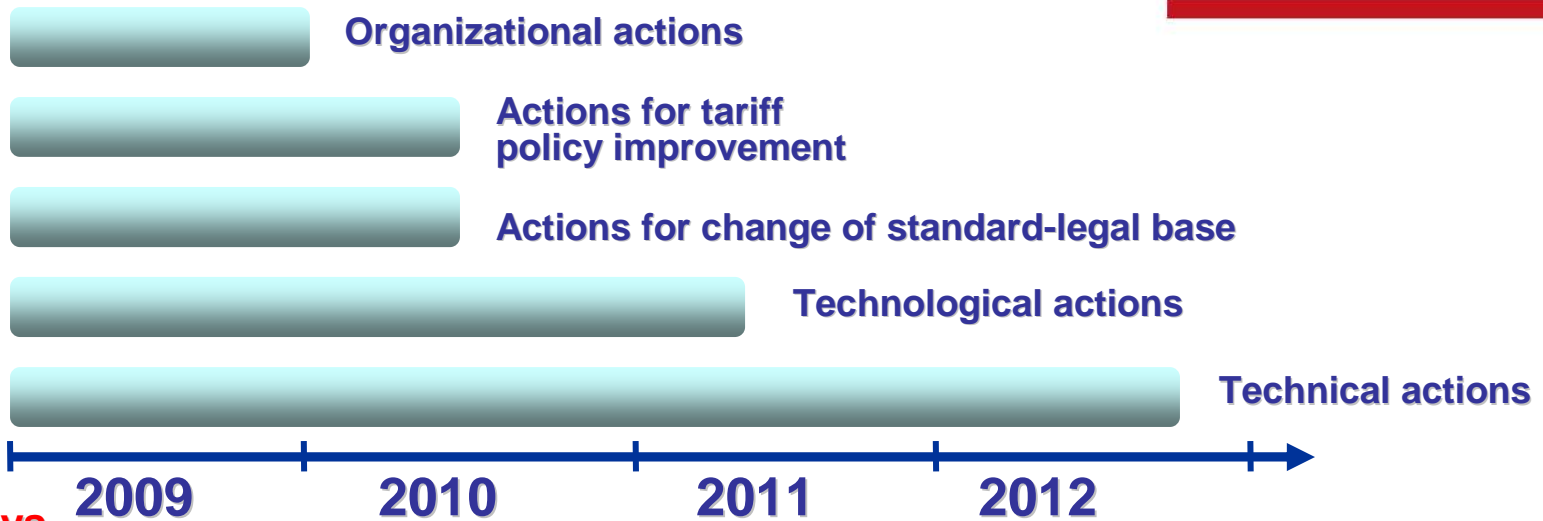 Organizational actions
Actions for tariff
policy improvement
Actions for change of standard-legal base
Technological actions
Technical actions
2009 2010 2011 2012